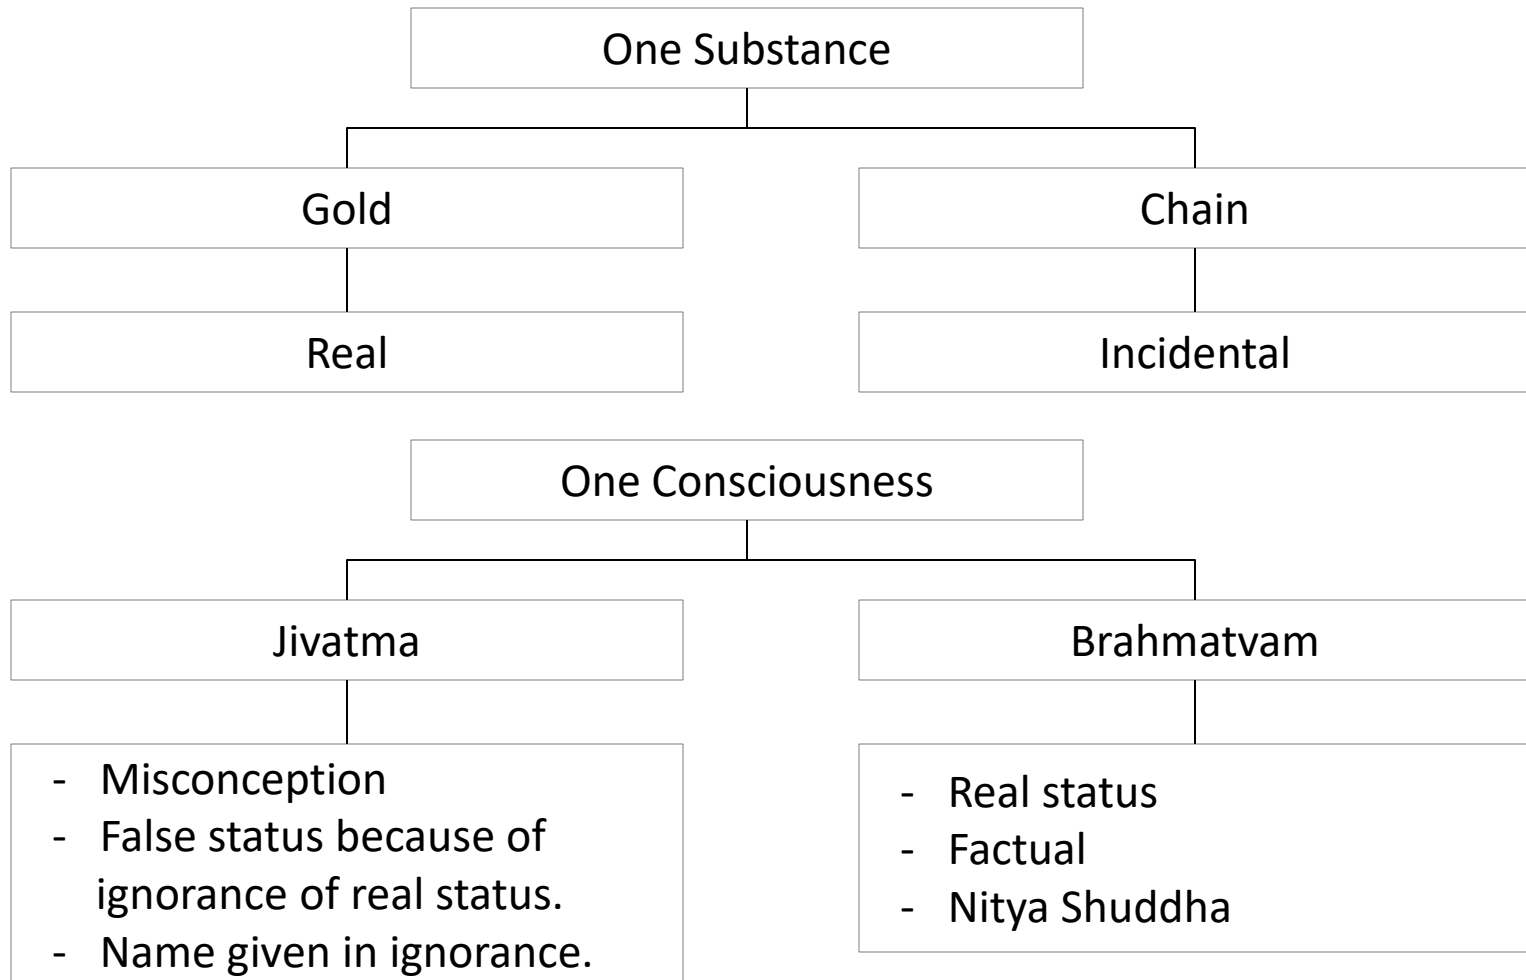 One Substance
Gold
Chain
Real
Incidental
One Consciousness
Jivatma
Brahmatvam
- Misconception
- False status because of
ignorance of real status.
- Name given in ignorance.
- Real status
- Factual
- Nitya Shuddha